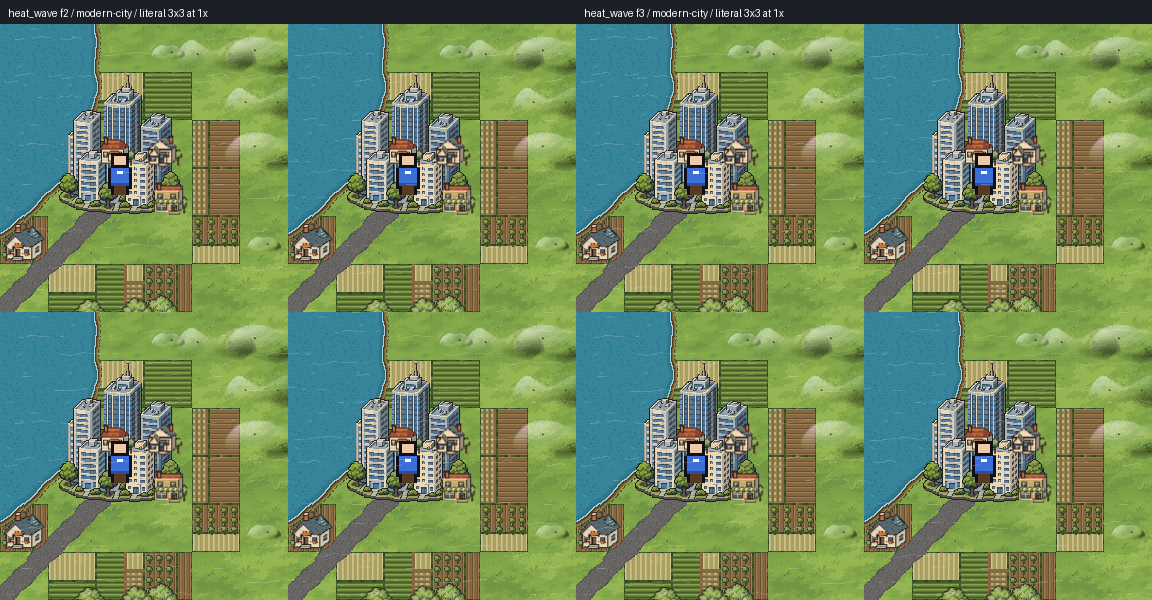 heat_wave f2 / modern-city / literal 3x3 at 1x
heat_wave f3 / modern-city / literal 3x3 at 1x